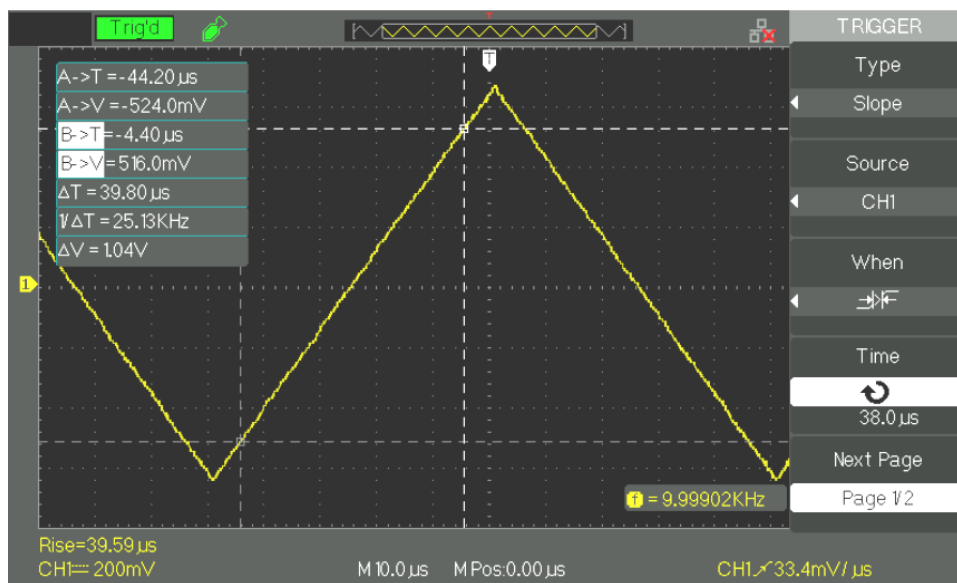 Trig'd
T
TRIGGER
A->T =-44.20µs
A->V =-524.0mV
B->T=-4.40µs
B->V=516.0mV
ΔT = 39.80µs
1/ΔT = 25.13KHz
ΔV = 1.04V
T
1
f = 9.99902KHz
Type
Slope
Source
CH1
When
Time
38.0µs
Next Page
Page 1/2
Rise=39.59µs
CH1 200mV
M 10.0µs M Pos:0.00µs
CH1 33.4mV/ µs